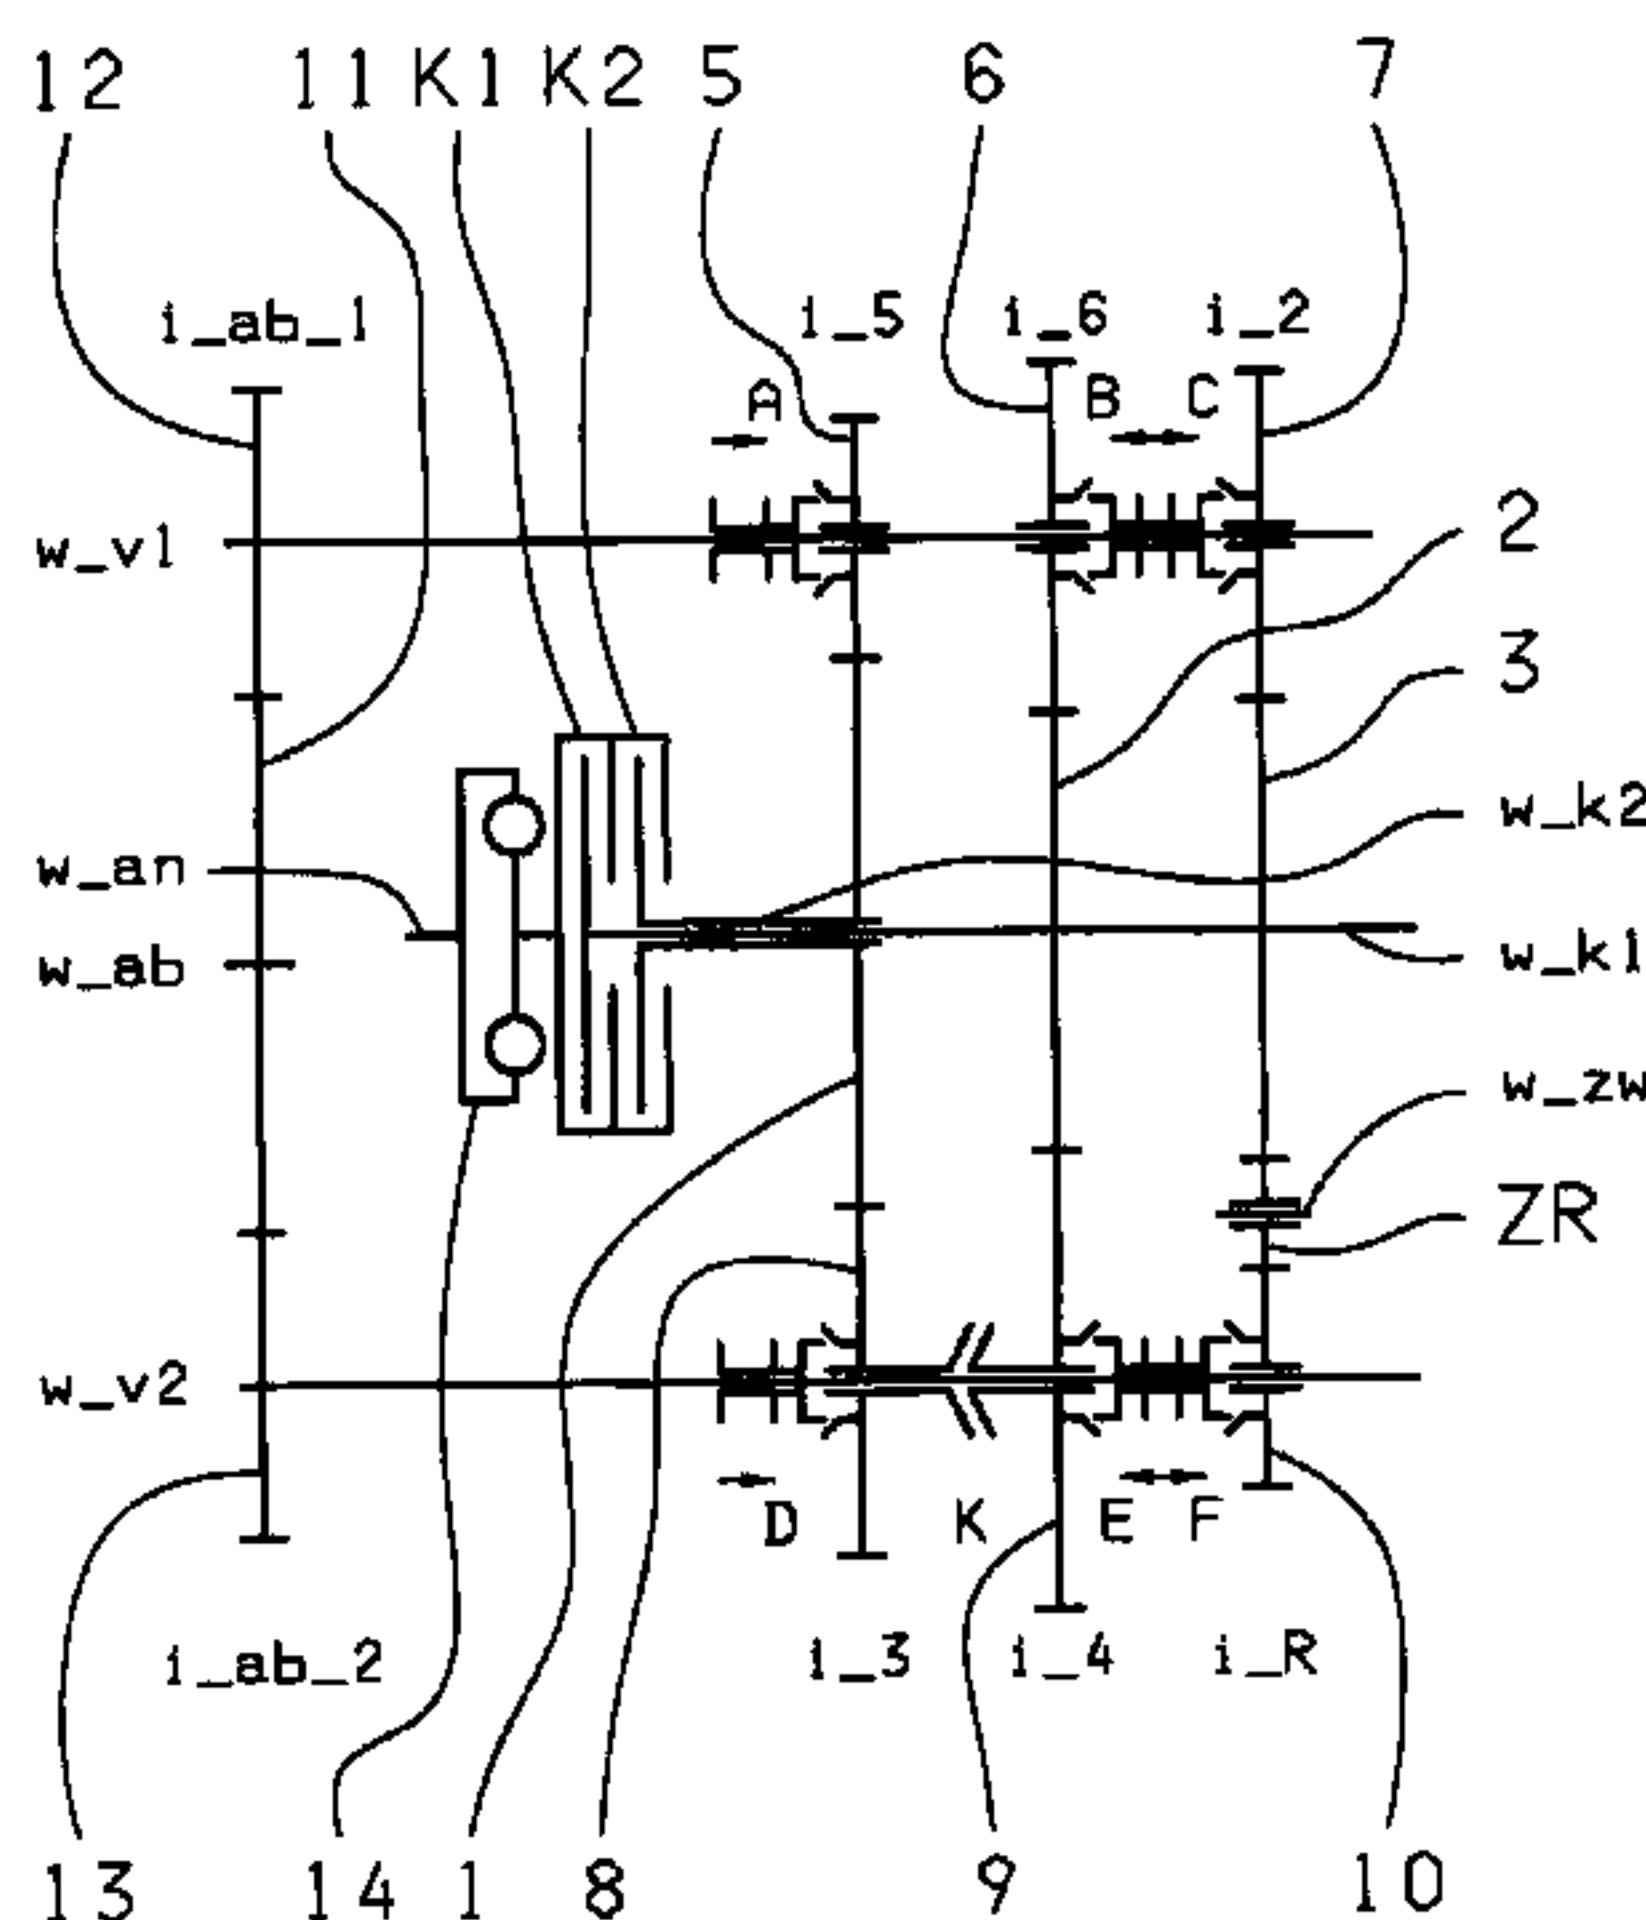 12 11 K1 K2 5 6 7
i_ab_1 i_5 i_6 i_2
A B C
2
w_v1
3
w_k2
w_an
w_ab w_k1
w_zw
ZR
w_v2
D K E F
i_ab_2 i_3 i_4 i_R
13 14 1 8 9 10